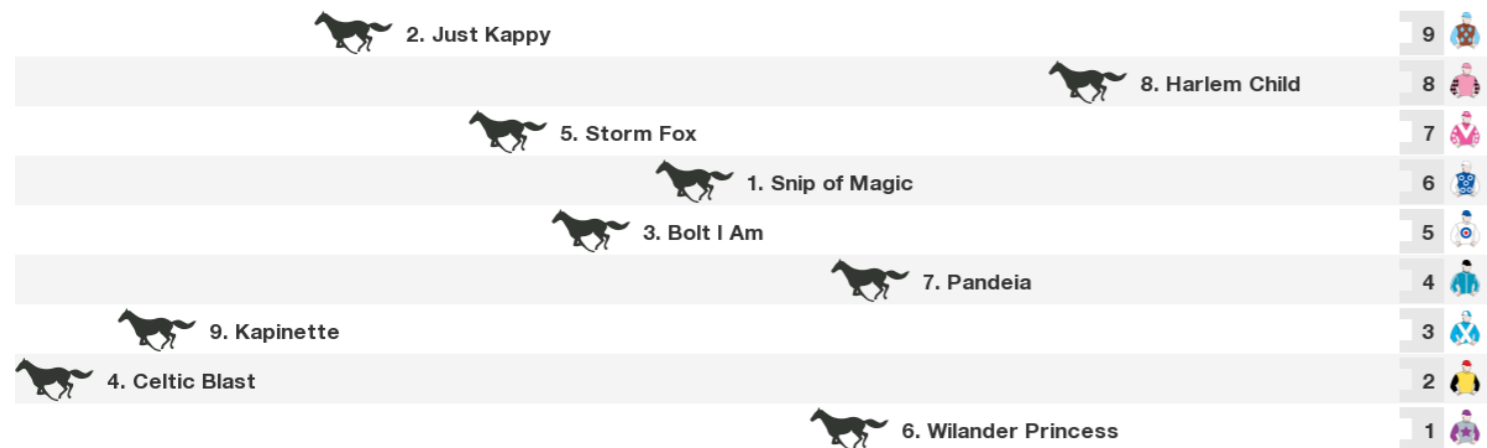 2. Just Kappy 9
8. Harlem Child 8
5. Storm Fox 7
1. Snip of Magic 6
3. Bolt I Am 5
7. Pandeia 4
9. Kapinette 3
4. Celtic Blast 2
6. Wilander Princess 1